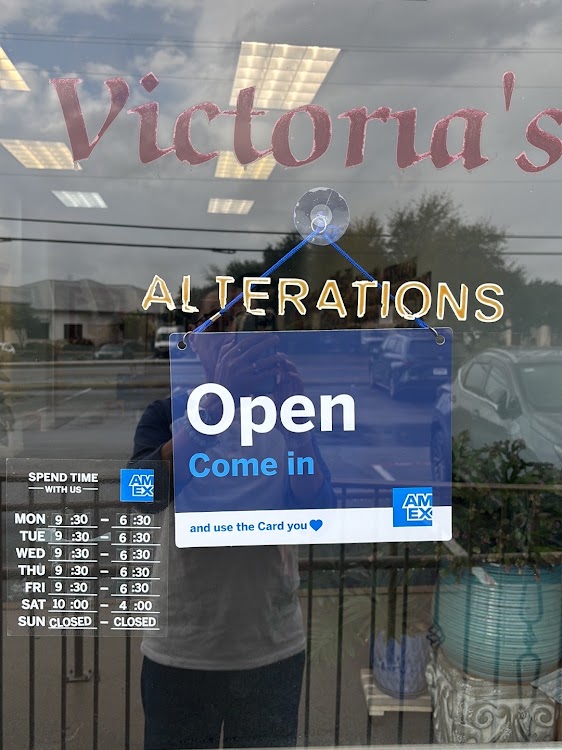 Victoria's
ALTERATIONS
Open
Come in
and use the Card you
AM
EX
SPEND TIME
WITH US
AM
EX
MON 9:30 - 6:30
TUE 9:30 - 6:30
WED 9:30 - 6:30
THU 9:30 - 6:30
FRI 9:30 - 6:30
SAT 10:00 - 4:00
SUN CLOSED - CLOSED